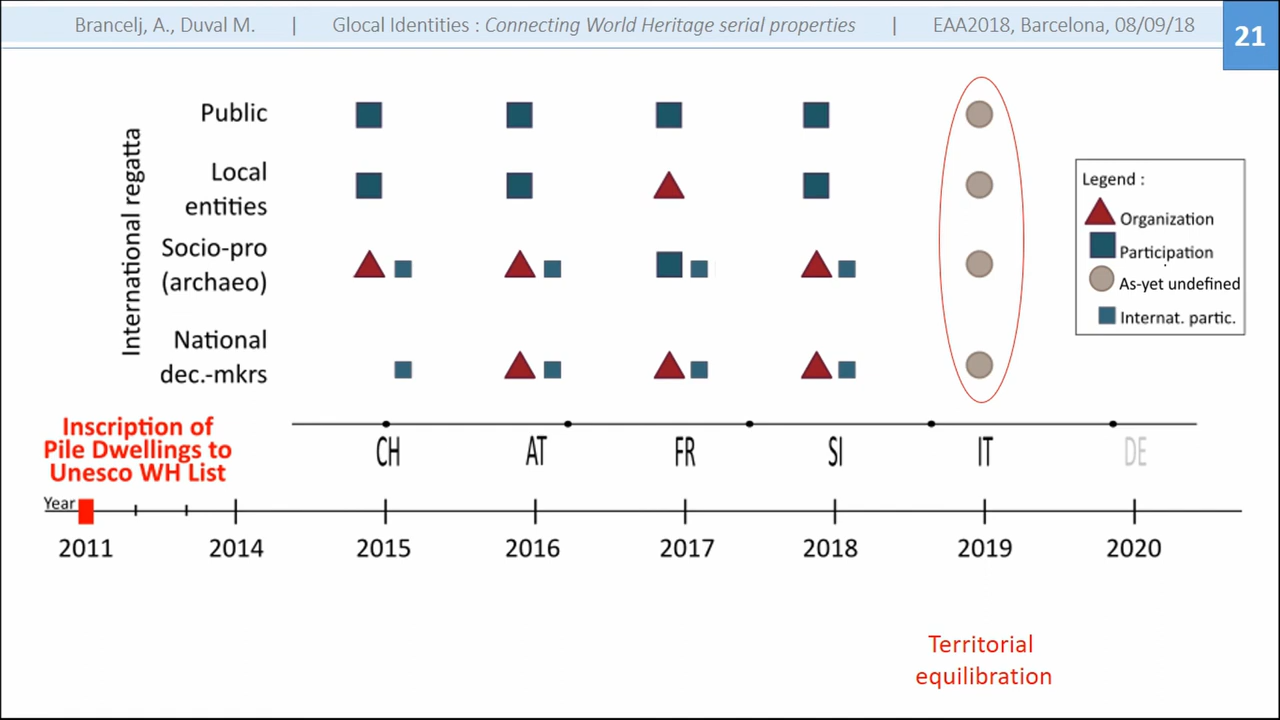 Brancelj, A., Duval M. | Glocal Identities : Connecting World Heritage serial properties | EAA2018, Barcelona, 08/09/18
21
International regatta
Public
Local
entities
Socio-pro
(archaeo)
National
dec.-mkrs
Legend :
Organization
Participation
As-yet undefined
Internat. partic.
Inscription of
Pile Dwellings to
Unesco WH List
CH AT FR SI IT DE
Year
2011 2014 2015 2016 2017 2018 2019 2020
Territorial
equilibration